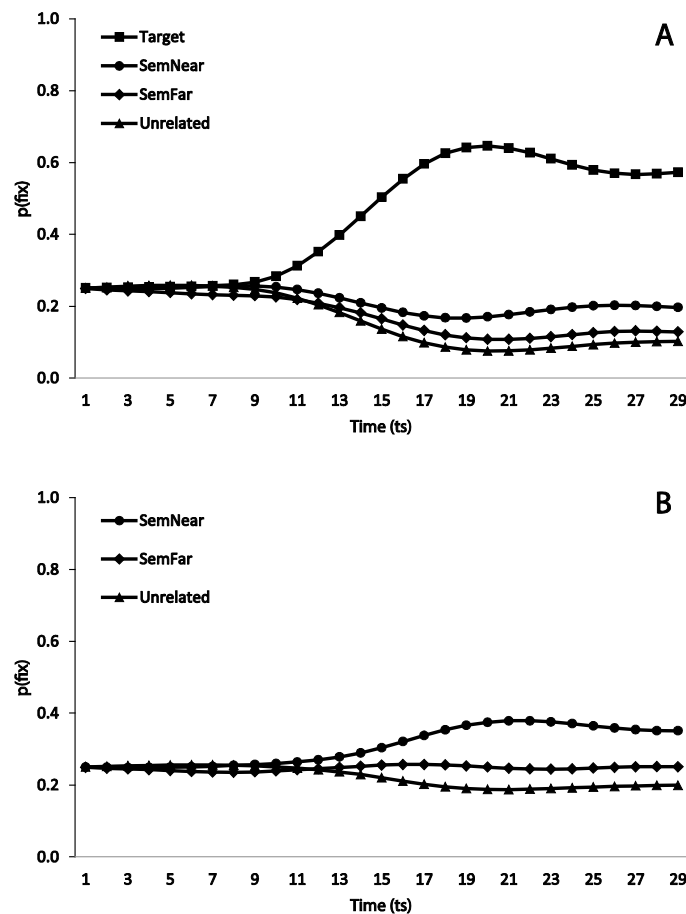 A
Target
SemNear
SemFar
Unrelated
p(fix)
1.0
0.8
0.6
0.4
0.2
0.0
1 3 5 7 9 11 13 15 17 19 21 23 25 27 29
Time (ts)
B
SemNear
SemFar
Unrelated
p(fix)
1.0
0.8
0.6
0.4
0.2
0.0
1 3 5 7 9 11 13 15 17 19 21 23 25 27 29
Time (ts)